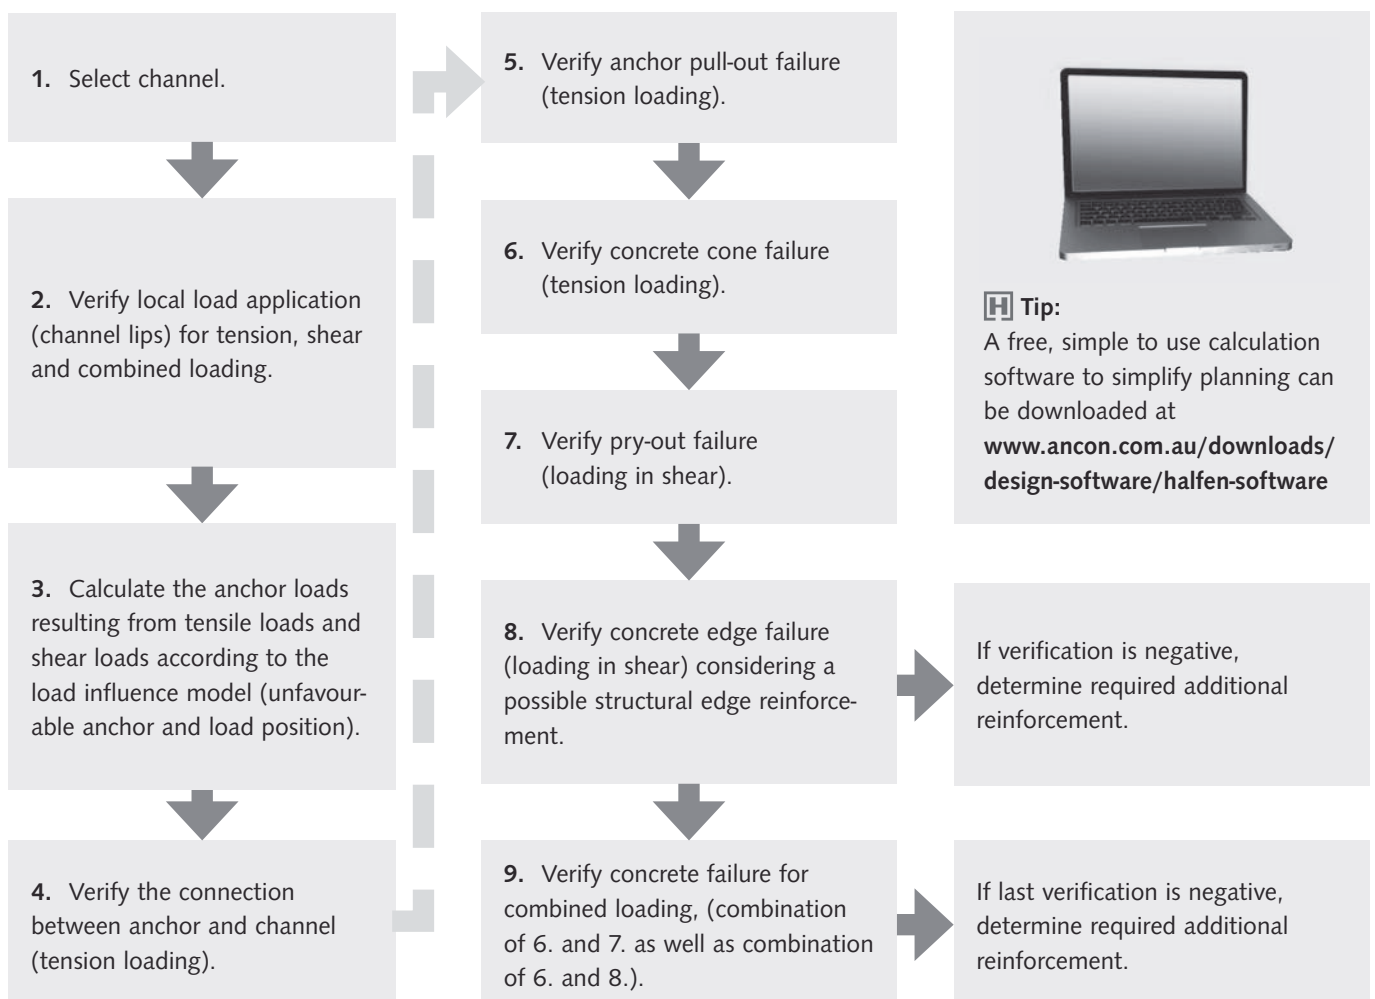 1. Select channel.
2. Verify local load application
(channel lips) for tension, shear
and combined loading.
3. Calculate the anchor loads
resulting from tensile loads and
shear loads according to the
load influence model (unfavour-
able anchor and load position).
4. Verify the connection
between anchor and channel
(tension loading).
5. Verify anchor pull-out failure
(tension loading).
6. Verify concrete cone failure
(tension loading).
7. Verify pry-out failure
(loading in shear).
8. Verify concrete edge failure
(loading in shear) considering a
possible structural edge reinforce-
ment.
If verification is negative,
determine required additional
reinforcement.
9. Verify concrete failure for
combined loading, (combination
of 6. and 7. as well as combination
of 6. and 8.).
If last verification is negative,
determine required additional
reinforcement.
H Tip:
A free, simple to use calculation
software to simplify planning can
be downloaded at
www.ancon.com.au/downloads/
design-software/halfen-software